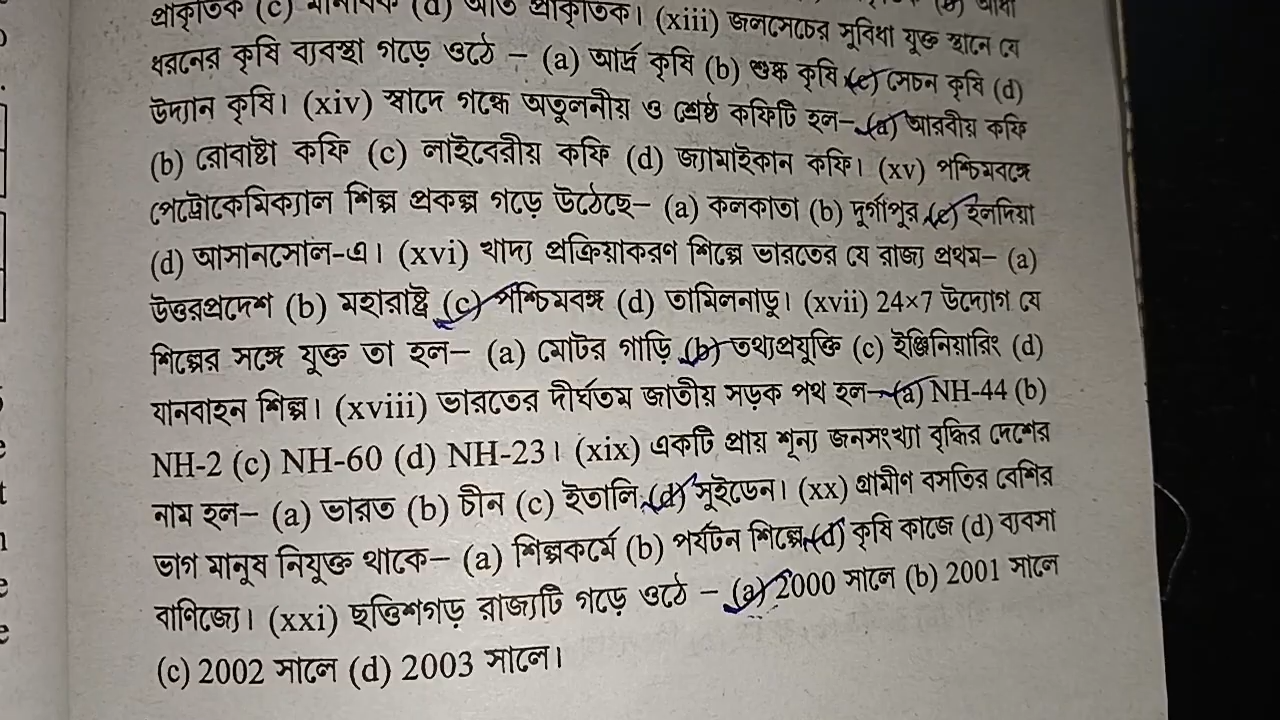 প্রাকৃতিক (c) মানবিক (d) অতি প্রাকৃতিক। (xiii) জলসেচের সুবিধা যুক্ত স্থানে যে
ধরনের কৃষি ব্যবস্থা গড়ে ওঠে – (a) আর্দ্র কৃষি (b) শুষ্ক কৃষি (c) সেচন কৃষি (d)
উদ্যান কৃষি। (xiv) স্বাদে গন্ধে অতুলনীয় ও শ্রেষ্ঠ কফিটি হল– (a) আরবীয় কফি
(b) রোবাষ্টা কফি (c) লাইবেরীয় কফি (d) জ্যামাইকান কফি। (xv) পশ্চিমবঙ্গে
পেট্রোকেমিক্যাল শিল্প প্রকল্প গড়ে উঠেছে– (a) কলকাতা (b) দুর্গাপুর (c) হলদিয়া
(d) আসানসোল-এ। (xvi) খাদ্য প্রক্রিয়াকরণ শিল্পে ভারতের যে রাজ্য প্রথম– (a)
উত্তরপ্রদেশ (b) মহারাষ্ট্র (c) পশ্চিমবঙ্গ (d) তামিলনাড়ু। (xvii) 24×7 উদ্যোগ যে
শিল্পের সঙ্গে যুক্ত তা হল– (a) মোটর গাড়ি (b) তথ্যপ্রযুক্তি (c) ইঞ্জিনিয়ারিং (d)
যানবাহন শিল্প। (xviii) ভারতের দীর্ঘতম জাতীয় সড়ক পথ হল– (a) NH-44 (b)
NH-2 (c) NH-60 (d) NH-23। (xix) একটি প্রায় শূন্য জনসংখ্যা বৃদ্ধির দেশের
নাম হল– (a) ভারত (b) চীন (c) ইতালি (d) সুইডেন। (xx) গ্রামীণ বসতির বেশির
ভাগ মানুষ নিযুক্ত থাকে– (a) শিল্পকর্মে (b) পর্যটন শিল্পে (d) কৃষি কাজে (d) ব্যবসা
বাণিজ্যে। (xxi) ছত্তিশগড় রাজ্যটি গড়ে ওঠে – (a) 2000 সালে (b) 2001 সালে
(c) 2002 সালে (d) 2003 সালে।